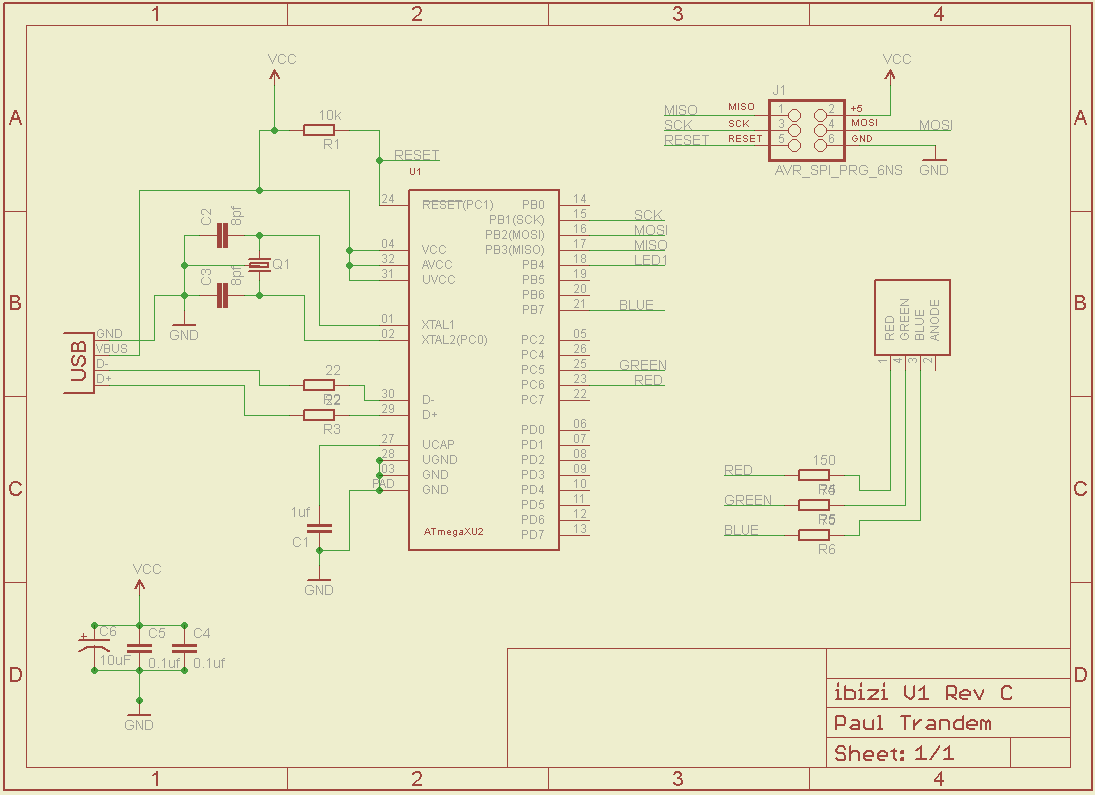 1 2 3 4
A A
B B
C C
D D
VCC
10k
R1
RESET
U1
VCC
J1
MISO MISO 1 2 +5
SCK SCK 3 4 MOSI MOSI
RESET RESET 5 6 GND
AVR_SPI_PRG_6NS GND
24 RESET(PC1)
04 VCC
32 AVCC
31 UVCC
01 XTAL1
02 XTAL2(PC0)
30 D-
29 D+
27 UCAP
28 UGND
03 GND
PAD GND
PB0 14
PB1(SCK) 15 SCK
PB2(MOSI) 16 MOSI
PB3(MISO) 17 MISO
PB4 18 LED1
PB5 19
PB6 20
PB7 21 BLUE
PC2 05
PC4 26
PC5 25 GREEN
PC6 23 RED
PC7 22
PD0 06
PD1 07
PD2 08
PD3 09
PD4 10
PD5 11
PD6 12
PD7 13
ATmegaXU2
C2 8pf
Q1
C3 8pf
GND
USB
GND
VBUS
D-
D+
22
R2
22
R3
1uf
C1
GND
RED
GREEN
BLUE
ANODE
1 4 3 2
RED 150
R4
GREEN
R5
BLUE
R6
VCC
+ C6 C5 C4
10uF 0.1uf 0.1uf
GND
ibizi V1 Rev C
Paul Trandem
Sheet: 1/1
1 2 3 4